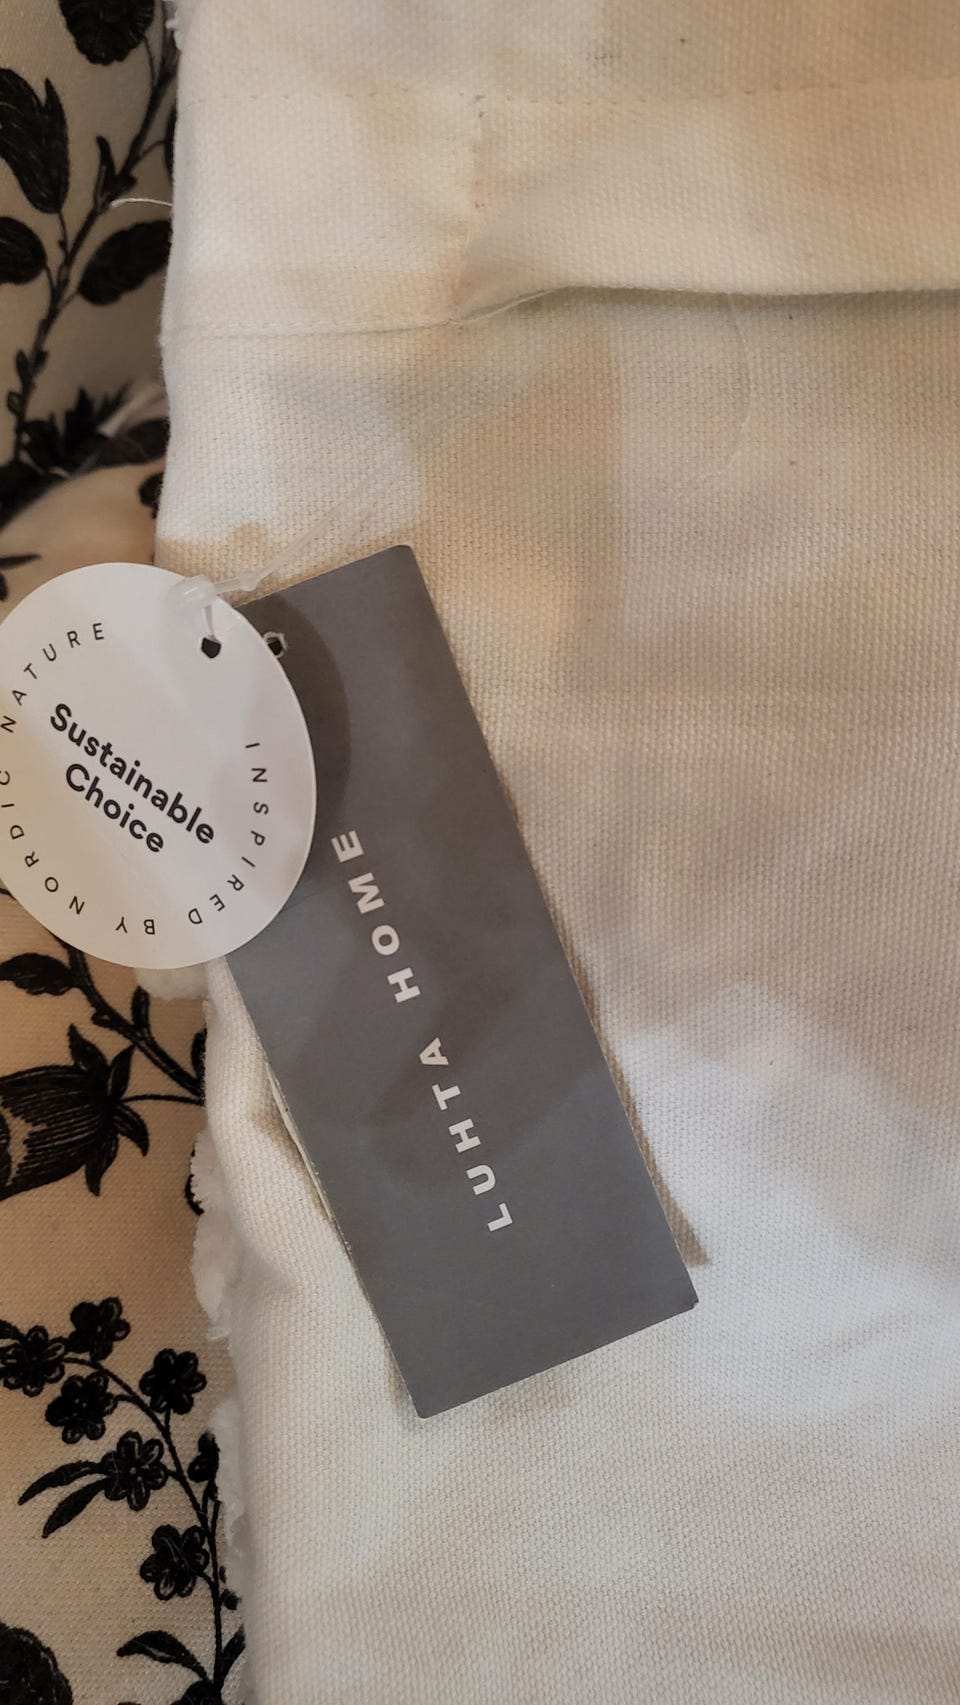 Sustainable
Choice
INSPIRED BY NORDIC NATURE
LUHTA HOME